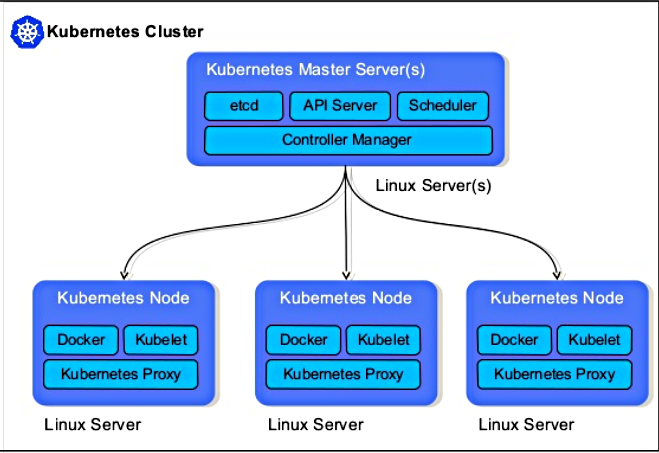 Kubernetes Cluster
Kubernetes Master Server(s)
etcd
API Server
Scheduler
Controller Manager
Linux Server(s)
Kubernetes Node
Docker
Kubelet
Kubernetes Proxy
Linux Server
Kubernetes Node
Docker
Kubelet
Kubernetes Proxy
Linux Server
Kubernetes Node
Docker
Kubelet
Kubernetes Proxy
Linux Server